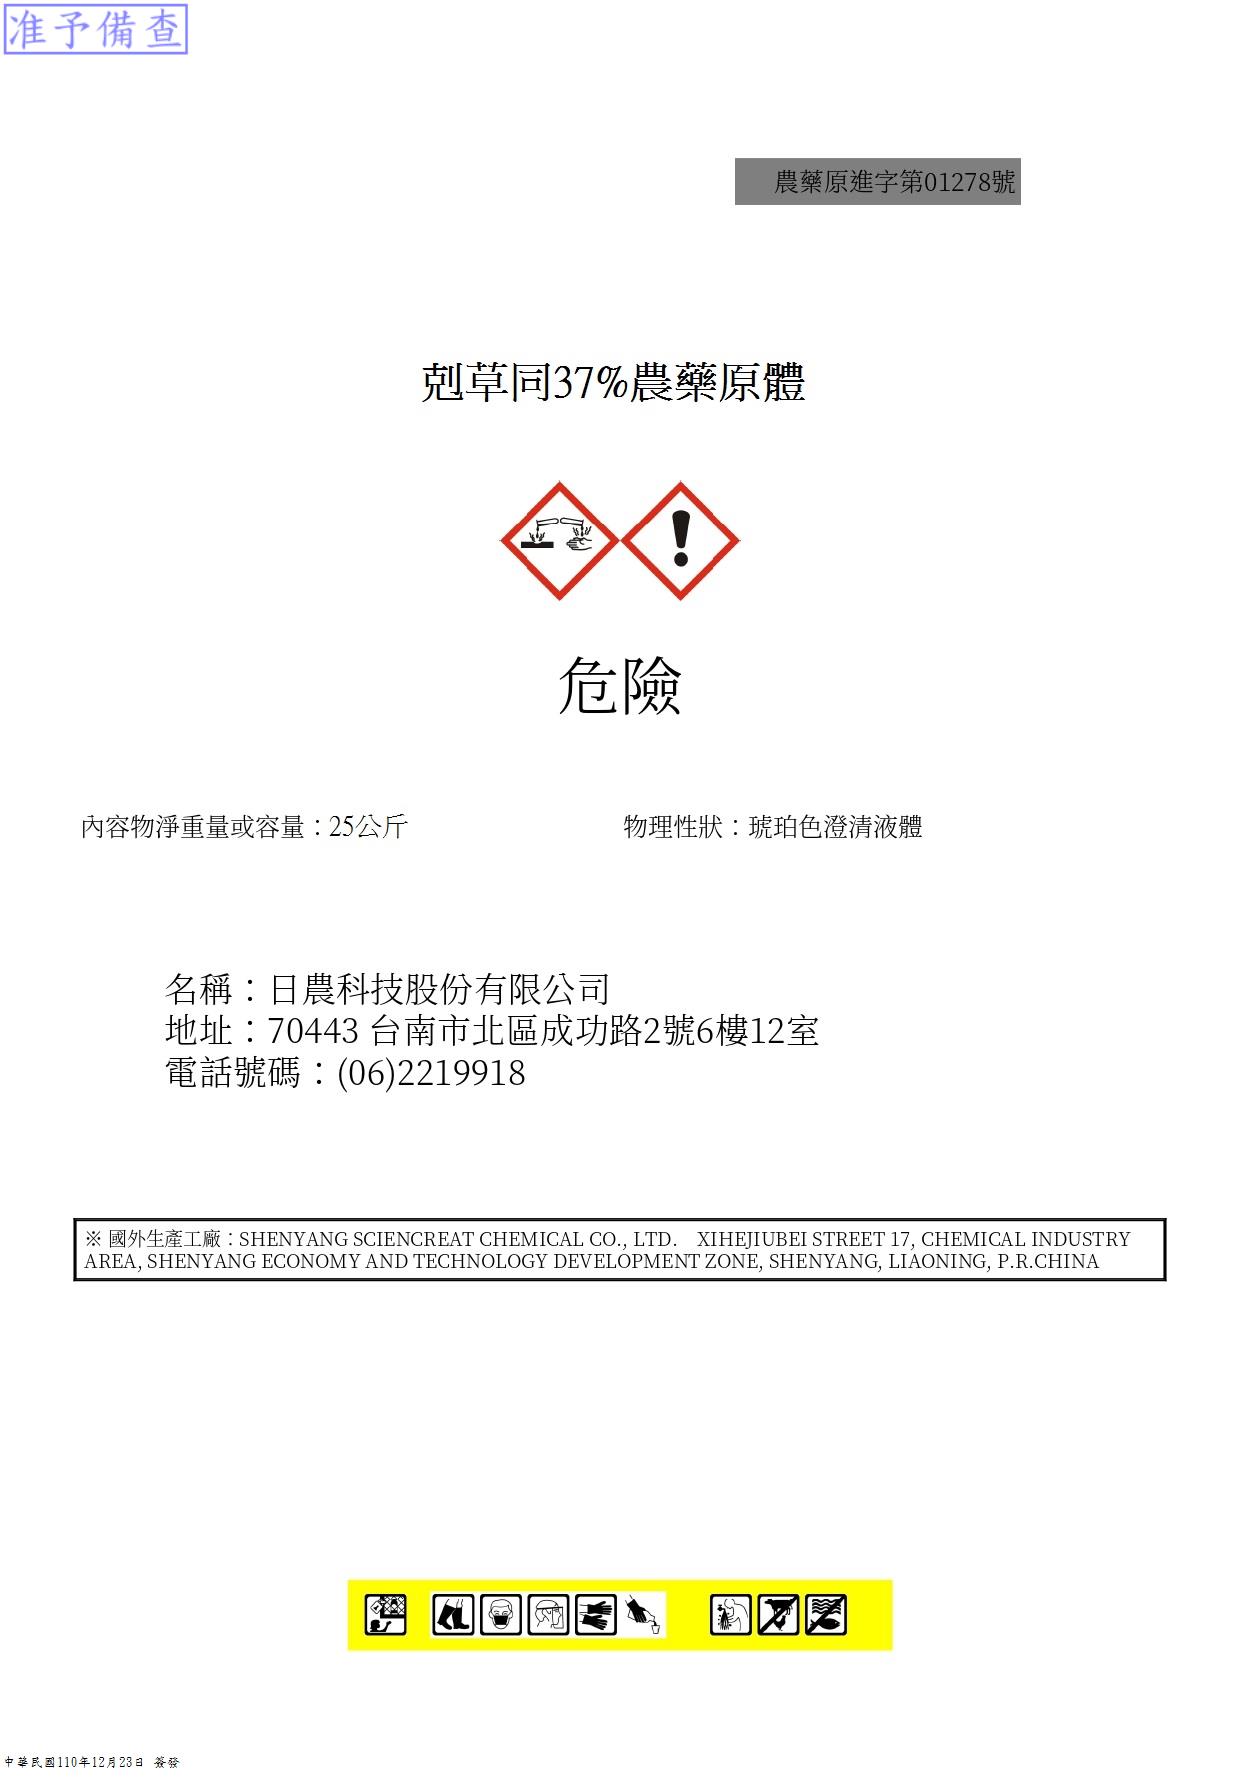 准予備查
農藥原進字第01278號
剋草同37%農藥原體
危險
內容物淨重量或容量：25公斤 物理性狀：琥珀色澄清液體
名稱：日農科技股份有限公司
地址：70443 台南市北區成功路2號6樓12室
電話號碼：(06)2219918
※ 國外生產工廠：SHENYANG SCIENCREAT CHEMICAL CO., LTD. XIHEJIUBEI STREET 17, CHEMICAL INDUSTRY
AREA, SHENYANG ECONOMY AND TECHNOLOGY DEVELOPMENT ZONE, SHENYANG, LIAONING, P.R.CHINA
中華民國110年12月23日 簽發